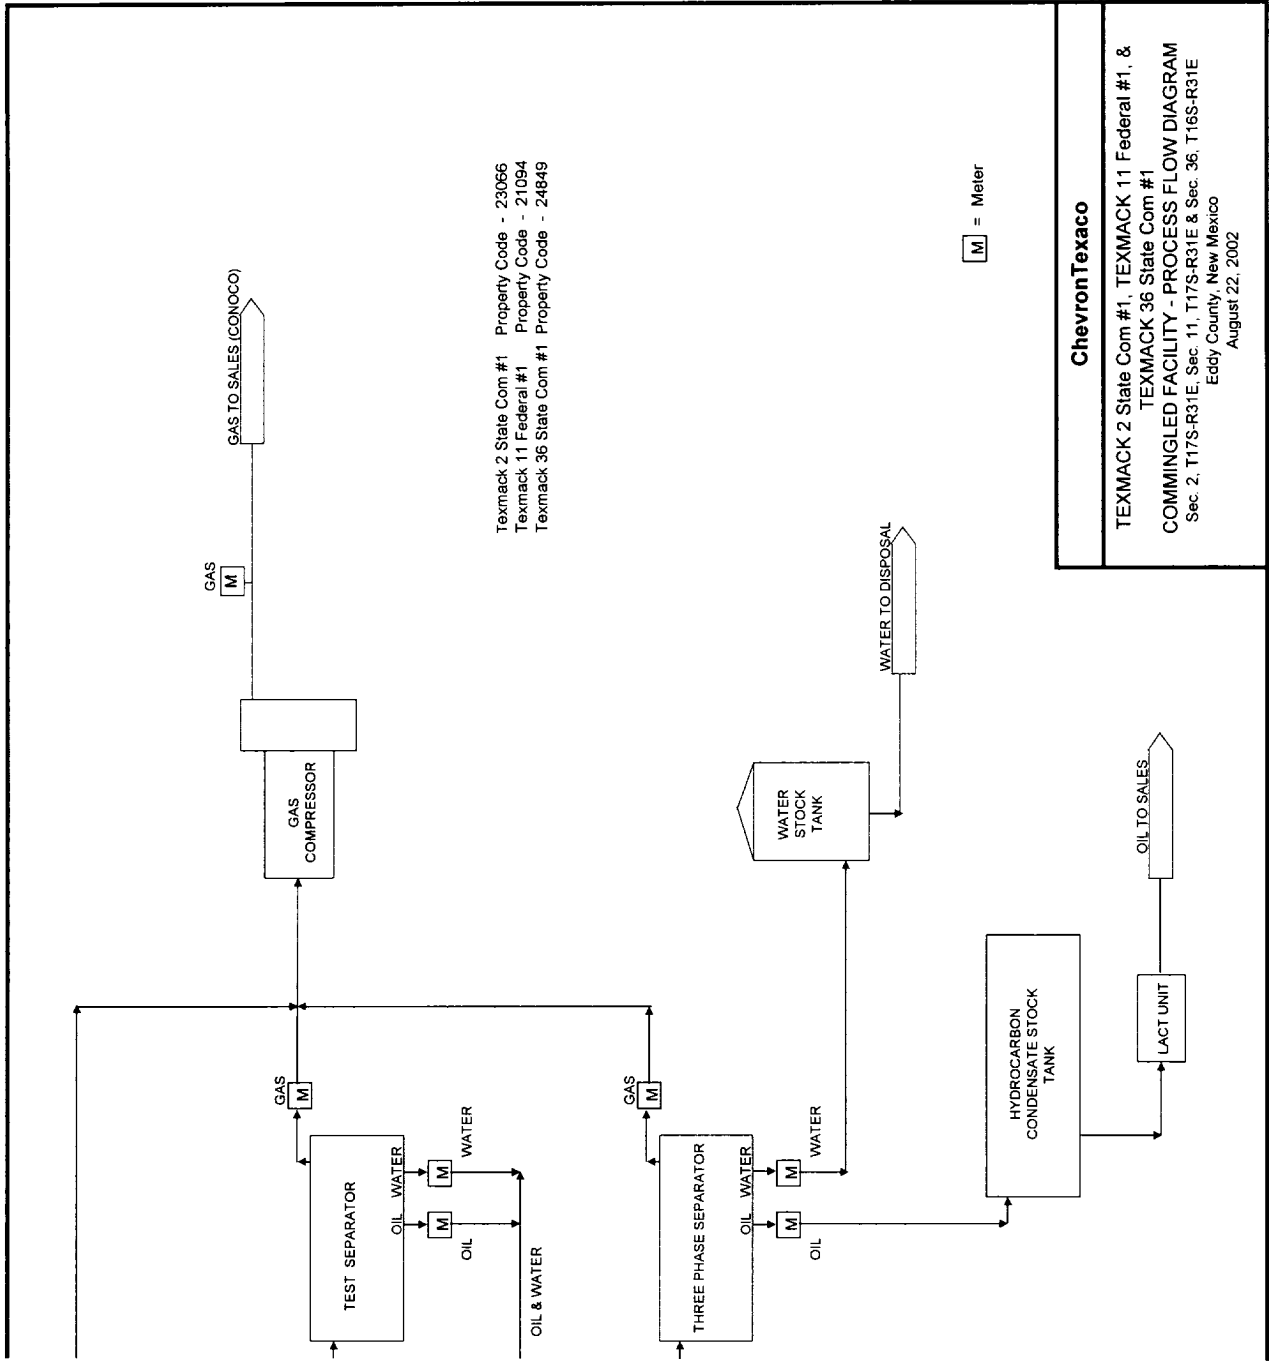 GAS TO SALES (CONOCO)
GAS
M
GAS
COMPRESSOR
GAS
M
TEST SEPARATOR
OIL
WATER
M
M
OIL
WATER
OIL & WATER
Texmack 2 State Com #1 Property Code - 23066
Texmack 11 Federal #1 Property Code - 21094
Texmack 36 State Com #1 Property Code - 24849
GAS
M
THREE PHASE SEPARATOR
OIL
WATER
M
M
OIL
WATER
WATER
STOCK
TANK
WATER TO DISPOSAL
M = Meter
HYDROCARBON
CONDENSATE STOCK
TANK
LACT UNIT
OIL TO SALES
ChevronTexaco
TEXMACK 2 State Com #1, TEXMACK 11 Federal #1, &
TEXMACK 36 State Com #1
COMMINGLED FACILITY - PROCESS FLOW DIAGRAM
Sec. 2, T17S-R31E, Sec. 11, T17S-R31E & Sec. 36, T16S-R31E
Eddy County, New Mexico
August 22, 2002